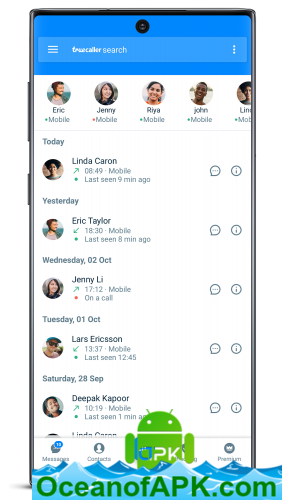 truecaller search
Eric Jenny Riya john Lin
Mobile Mobile Mobile Mobile Mobile
Today
Linda Caron
08:49 · Mobile
Last seen 9 min ago
Yesterday
Eric Taylor
18:30 · Mobile
Last seen 8 min ago
Wednesday, 02 Oct
Jenny Li
17:12 · Mobile
On a call
Tuesday, 01 Oct
Lars Ericsson
13:37 · Mobile
Last seen 12:45
Saturday, 28 Sep
Deepak Kapoor
10:19 · Mobile
Last seen 1 min ago
Linda Caron
10
Messages Contacts Premium
APK
OceanofAPK.com